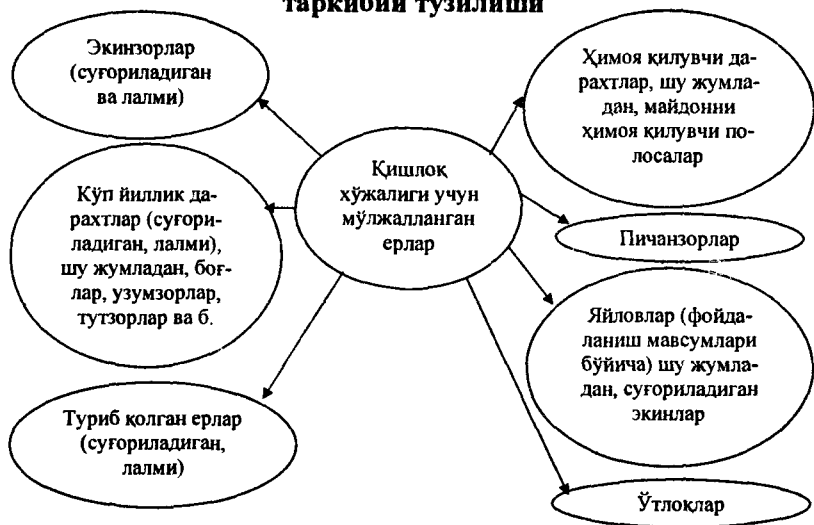 таркибий тузилиши
Экинзорлар
(суғориладиган
ва лалми)
Кўп йиллик да-
рахтлар (суғори-
ладиган, лалми),
шу жумладан, боғ-
лар, узумзорлар,
тутзорлар ва б.
Туриб қолган ерлар
(суғориладиган,
лалми)
Қишлоқ
хўжалиги учун
мўлжалланган
ерлар
Ҳимоя қилувчи да-
рахтлар, шу жумла-
дан, майдонни
ҳимоя қилувчи по-
лосалар
Пичанзорлар
Яйловлар (фойда-
ланиш мавсумлари
бўйича) шу жумла-
дан, суғориладиган
экинлар
Ўтлоқлар